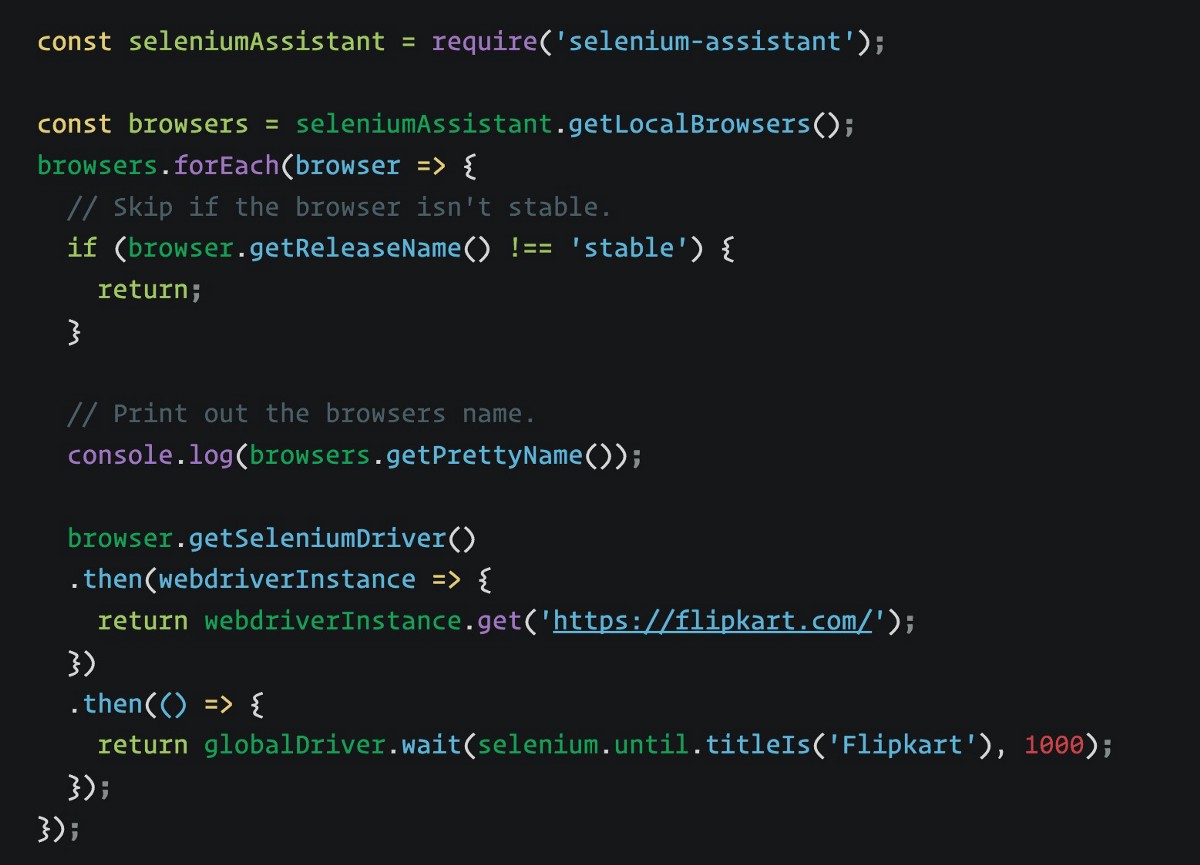 const seleniumAssistant = require('selenium-assistant');
const browsers = seleniumAssistant.getLocalBrowsers();
browsers.forEach(browser => {
  // Skip if the browser isn't stable.
  if (browser.getReleaseName() !== 'stable') {
    return;
  }
  // Print out the browsers name.
  console.log(browsers.getPrettyName());
  browser.getSeleniumDriver()
  .then(webdriverInstance => {
    return webdriverInstance.get('https://flipkart.com/');
  })
  .then(() => {
    return globalDriver.wait(selenium.until.titleIs('Flipkart'), 1000);
  });
});